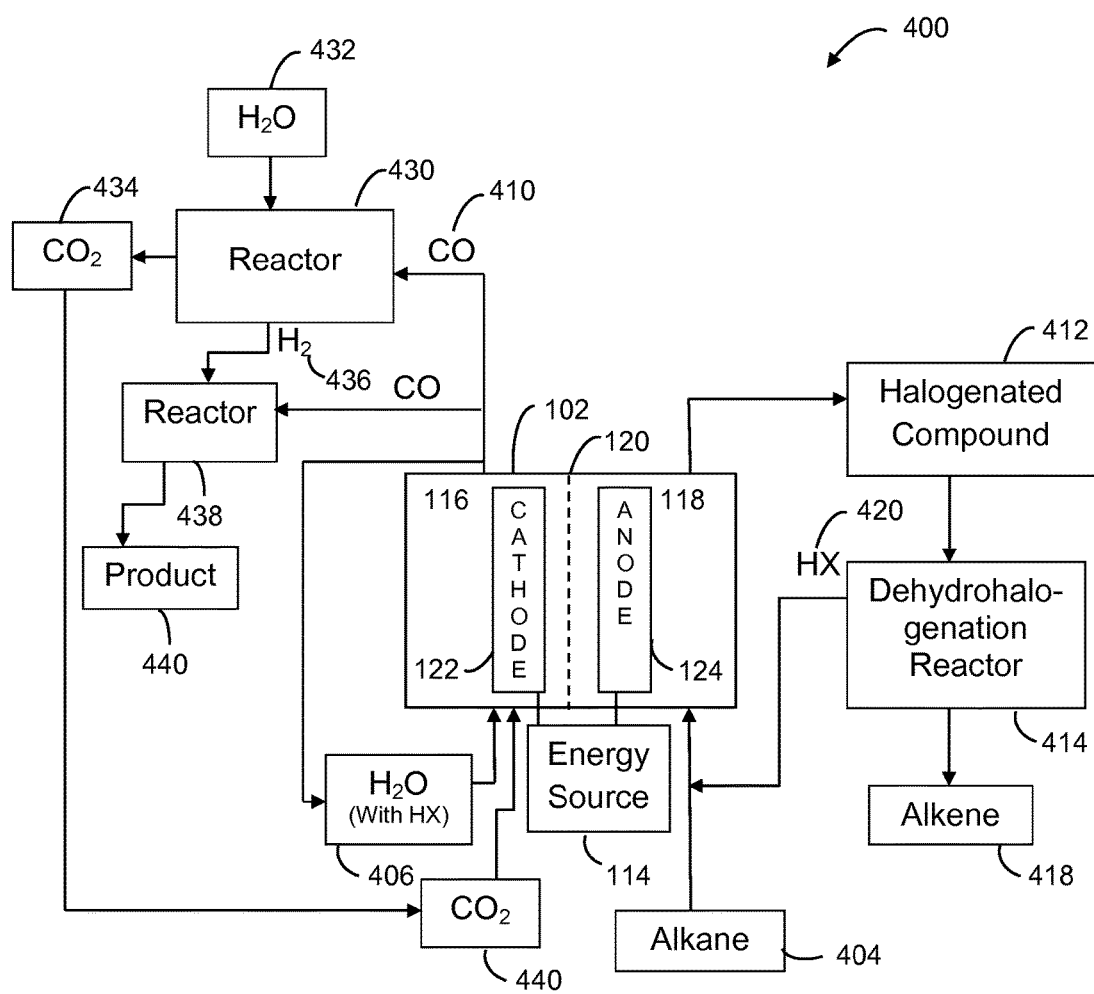 400
432
H₂O
430
434
410
CO
CO₂
Reactor
H₂
436
412
CO
Halogenated
Compound
Reactor
102
120
116
CATHODE
ANODE
118
438
420
HX
Product
Dehydrohalo-
genation
Reactor
122
124
440
414
Energy
Source
H₂O
(With HX)
Alkene
406
114
418
CO₂
Alkane
404
440